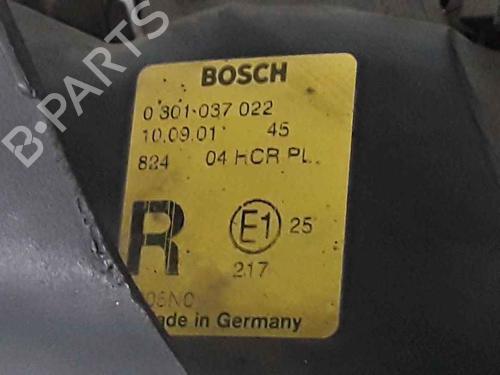 BOSCH
0 301-037 022
10.09.01 45
824 04 HCR PL
R E1 25
217
Made in Germany
B-PARTS